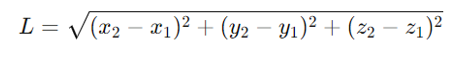 L = √(x₂ − x₁)² + (y₂ − y₁)² + (z₂ − z₁)²